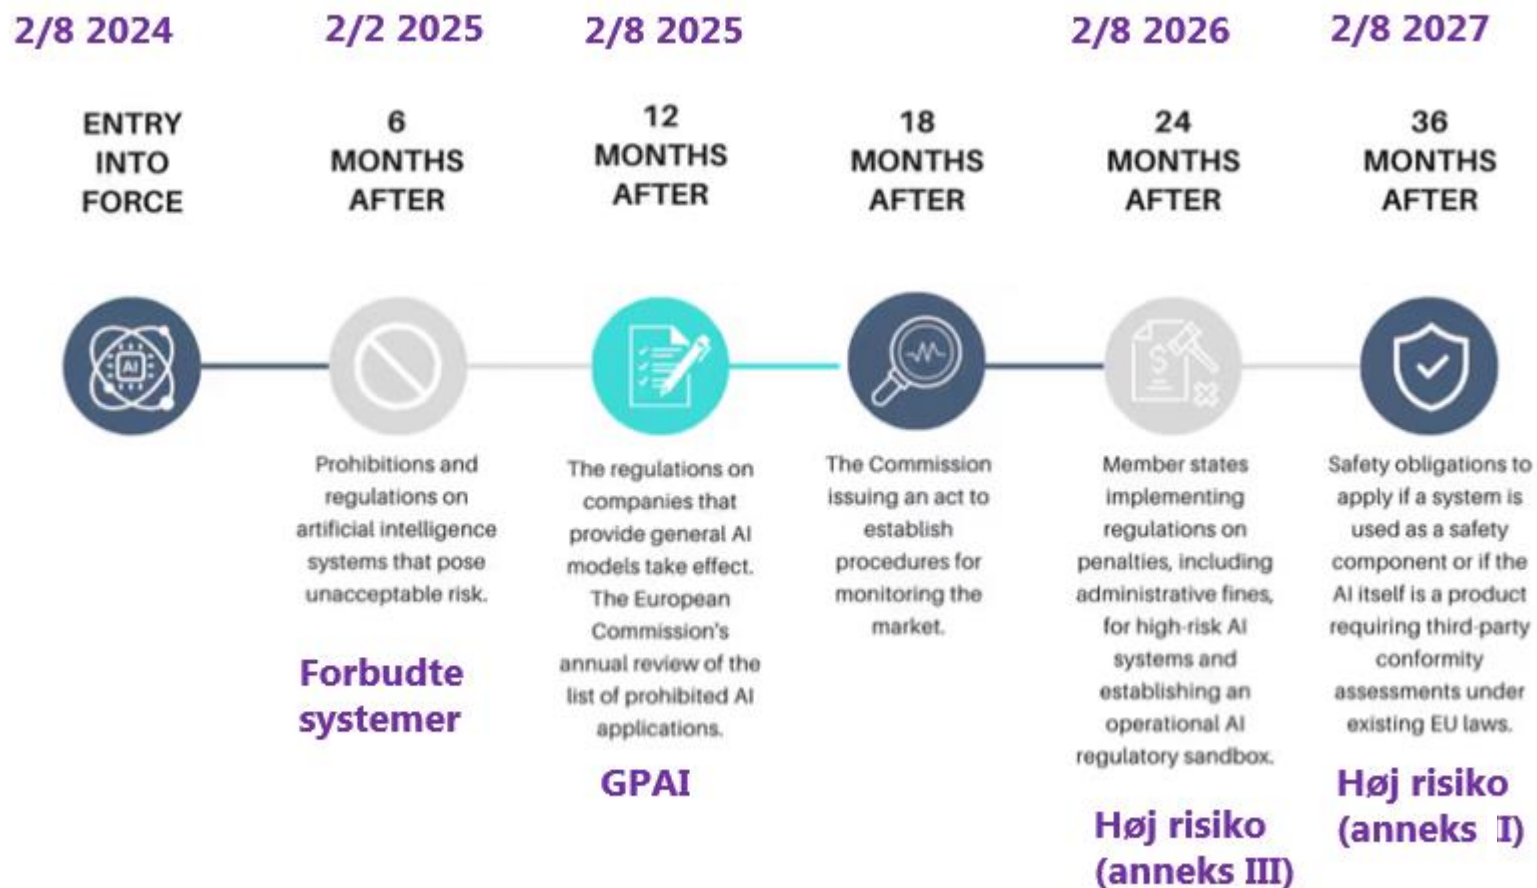 2/8 2024
2/2 2025
2/8 2025
2/8 2026
2/8 2027
ENTRY
INTO
FORCE
6
MONTHS
AFTER
12
MONTHS
AFTER
18
MONTHS
AFTER
24
MONTHS
AFTER
36
MONTHS
AFTER
AI
$
Prohibitions and
regulations on
artificial intelligence
systems that pose
unacceptable risk.
Forbudte
systemer
The regulations on
companies that
provide general AI
models take effect.
The European
Commission's
annual review of the
list of prohibited AI
applications.
GPAI
The Commission
issuing an act to
establish
procedures for
monitoring the
market.
Member states
implementing
regulations on
penalties, including
administrative fines,
for high-risk AI
systems and
establishing an
operational AI
regulatory sandbox.
Høj risiko
(anneks III)
Safety obligations to
apply if a system is
used as a safety
component or if the
AI itself is a product
requiring third-party
conformity
assessments under
existing EU laws.
Høj risiko
(anneks I)